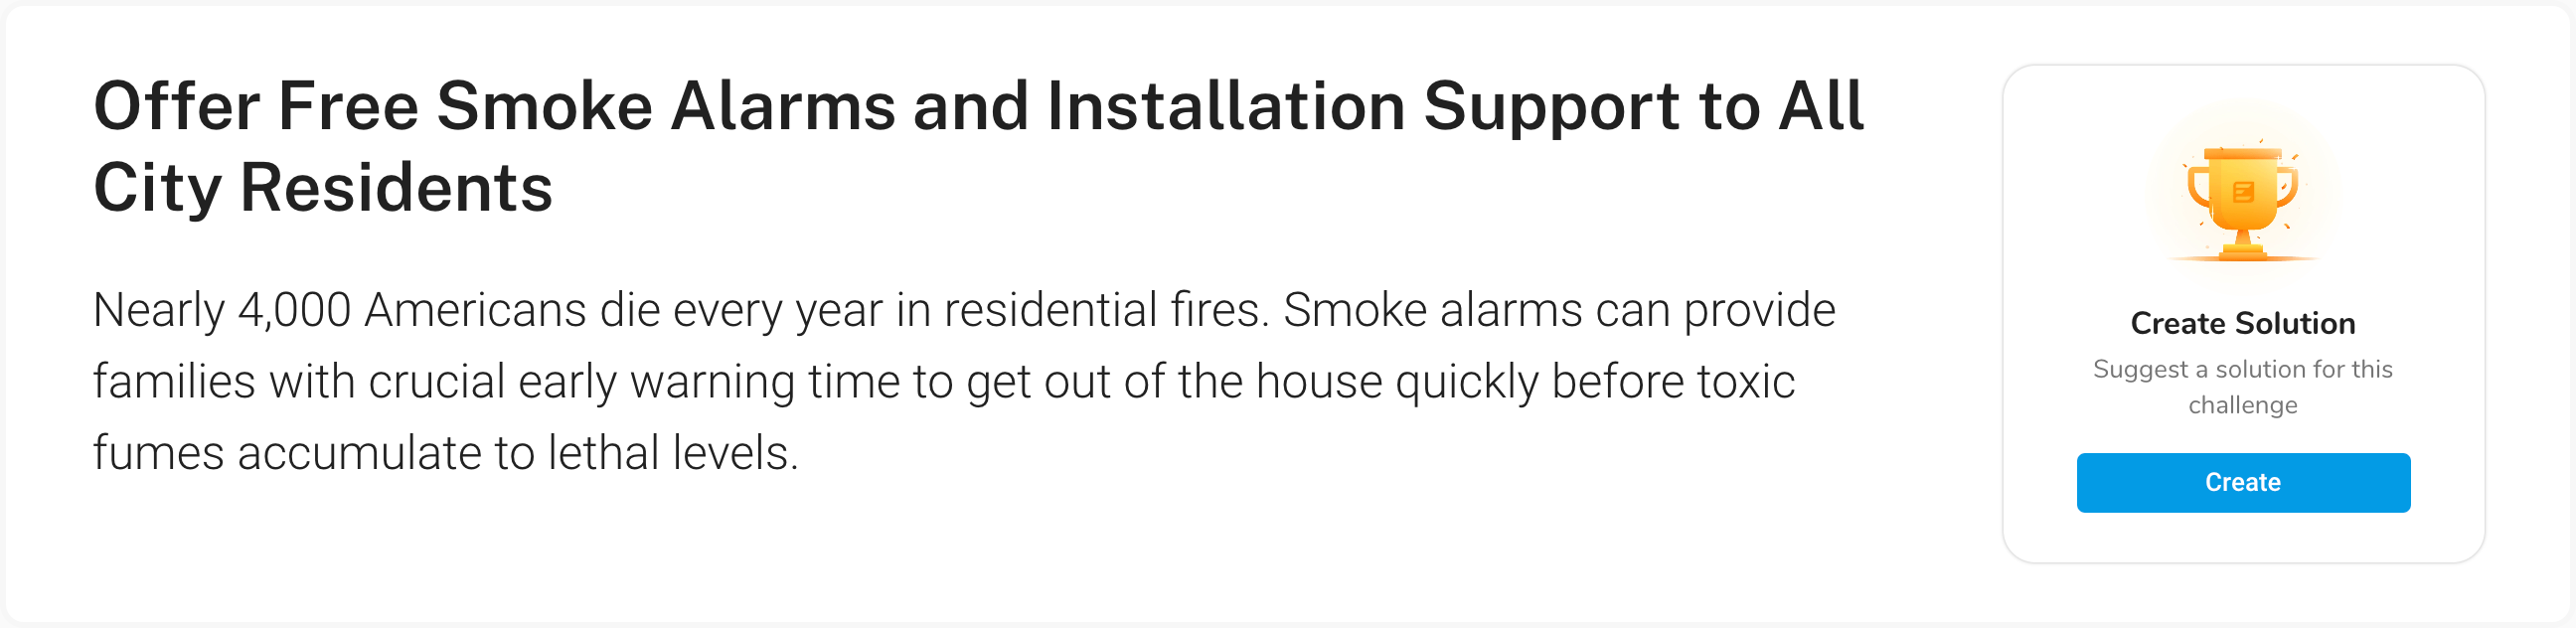 Offer Free Smoke Alarms and Installation Support to All
City Residents
Nearly 4,000 Americans die every year in residential fires. Smoke alarms can provide
families with crucial early warning time to get out of the house quickly before toxic
fumes accumulate to lethal levels.
Create Solution
Suggest a solution for this
challenge
Create